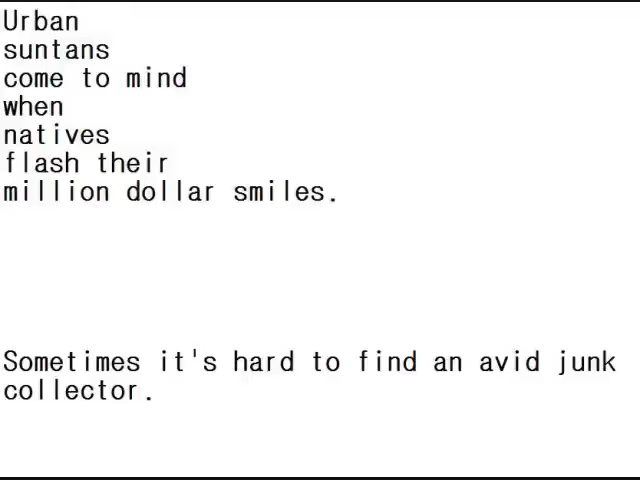 Urban
suntans
come to mind
when
natives
flash their
million dollar smiles.
Sometimes it's hard to find an avid junk
collector.